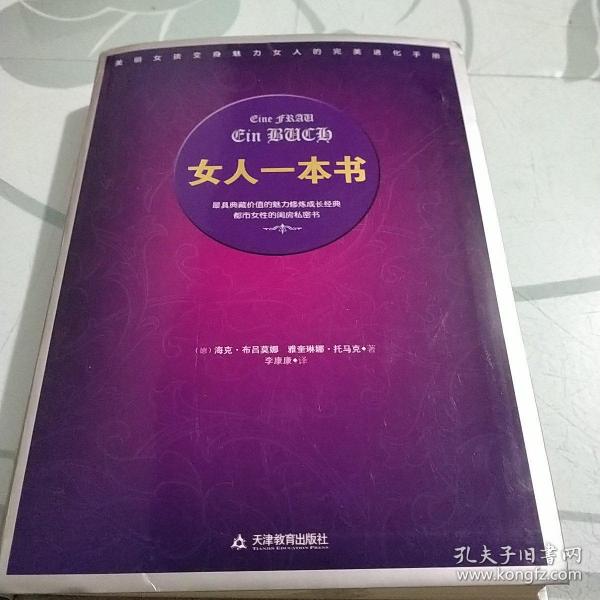 美丽女孩变身魅力女人的完美进化手册
Eine FRAU
Ein BUCH
女人一本书
最具典藏价值的魅力修炼成长经典
都市女性的闺房私密书
(德) 海克·布吕莫娜 雅奎琳娜·托马克◆著
李康康◆译
天津教育出版社
TIANJIN EDUCATION PRESS
孔夫子旧书网
www.kongfz.com